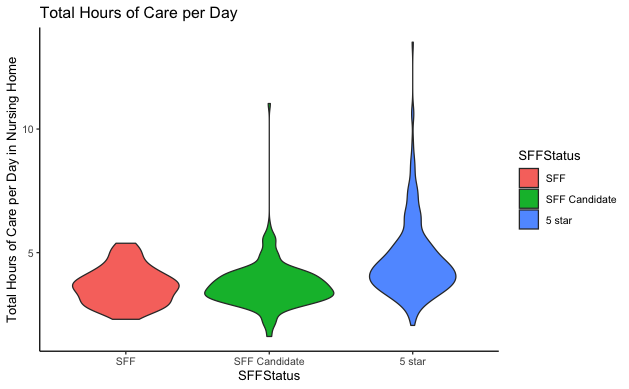 Total Hours of Care per Day
Total Hours of Care per Day in Nursing Home
10
5
SFF
SFF Candidate
5 star
SFFStatus
SFFStatus
SFF
SFF Candidate
5 star